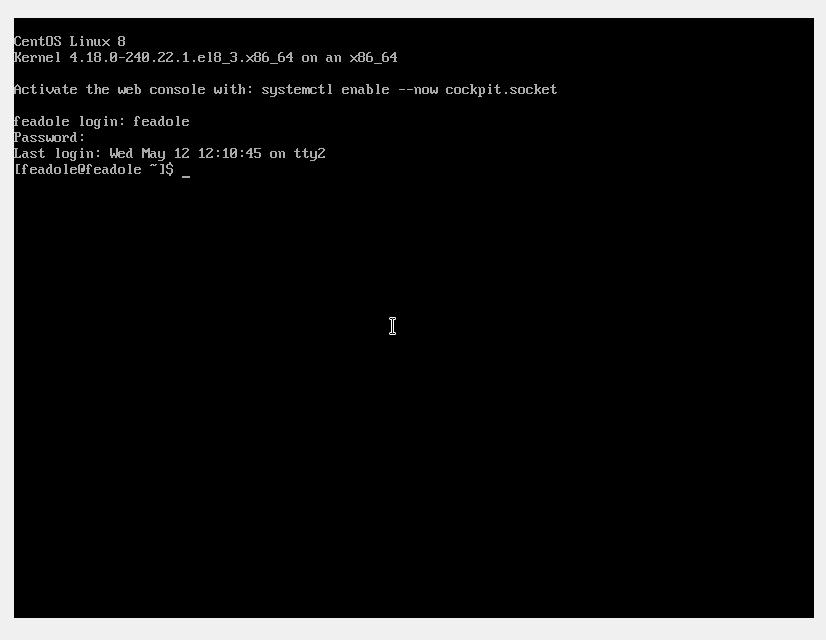 CentOS Linux 8
Kernel 4.18.0-240.22.1.el8_3.x86_64 on an x86_64
Activate the web console with: systemctl enable --now cockpit.socket
feadole login: feadole
Password:
Last login: Wed May 12 12:10:45 on tty2
[feadole@feadole ~]$ _